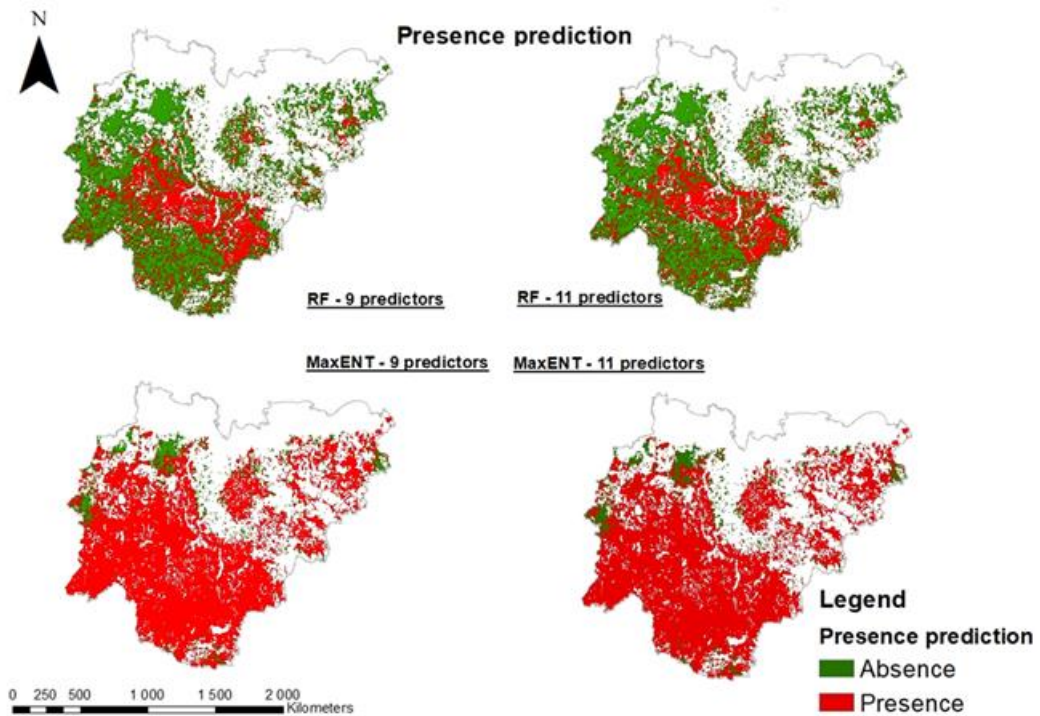 N
Presence prediction
RF - 9 predictors
RF - 11 predictors
MaxENT - 9 predictors
MaxENT - 11 predictors
Legend
Presence prediction
Absence
Presence
0 250 500 1 000 1 500 2 000
Kilometers